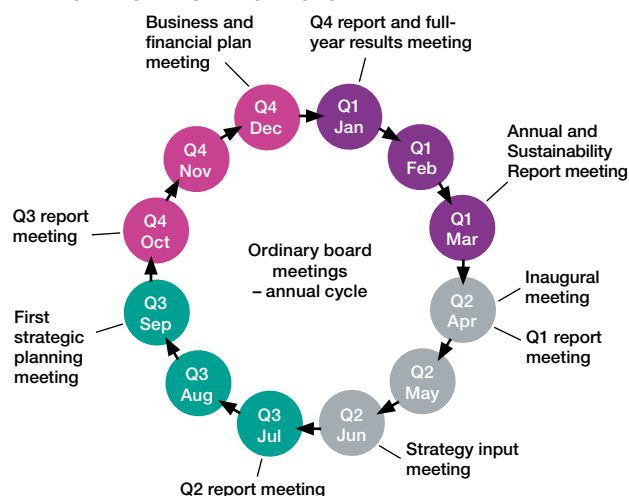 Business and
financial plan
meeting
Q4 report and full-
year results meeting
Q4
Dec
Q1
Jan
Q4
Nov
Q1
Feb
Annual and
Sustainability
Report meeting
Q3 report
meeting
Q4
Oct
Q1
Mar
Ordinary board
meetings
– annual cycle
First
strategic
planning
meeting
Q3
Sep
Q2
Apr
Inaugural
meeting
Q1 report
meeting
Q3
Aug
Q2
May
Q3
Jul
Q2
Jun
Strategy input
meeting
Q2 report meeting